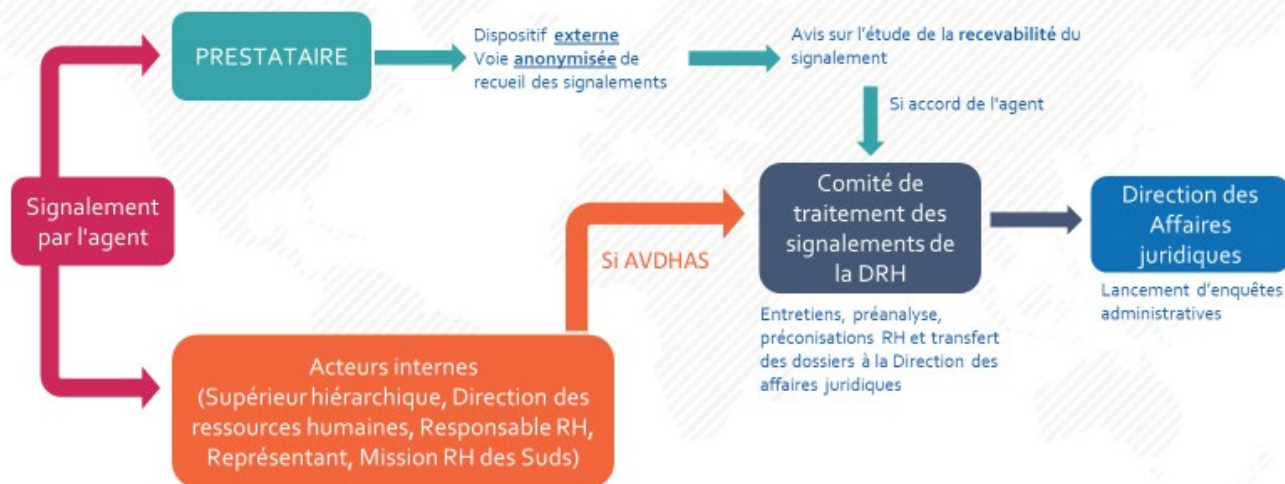 PRESTATAIRE
Dispositif externe
Voie anonymisée de
recueil des signalements
Avis sur l'étude de la recevabilité du
signalement
Si accord de l'agent
Signalement
par l'agent
Si AVDHAS
Comité de
traitement des
signalements de
la DRH
Direction des
Affaires
juridiques
Entretiens, préanalyse,
préconisations RH et transfert
des dossiers à la Direction des
affaires juridiques
Lancement d'enquêtes
administratives
Acteurs internes
(Supérieur hiérarchique, Direction des
ressources humaines, Responsable RH,
Représentant, Mission RH des Suds)